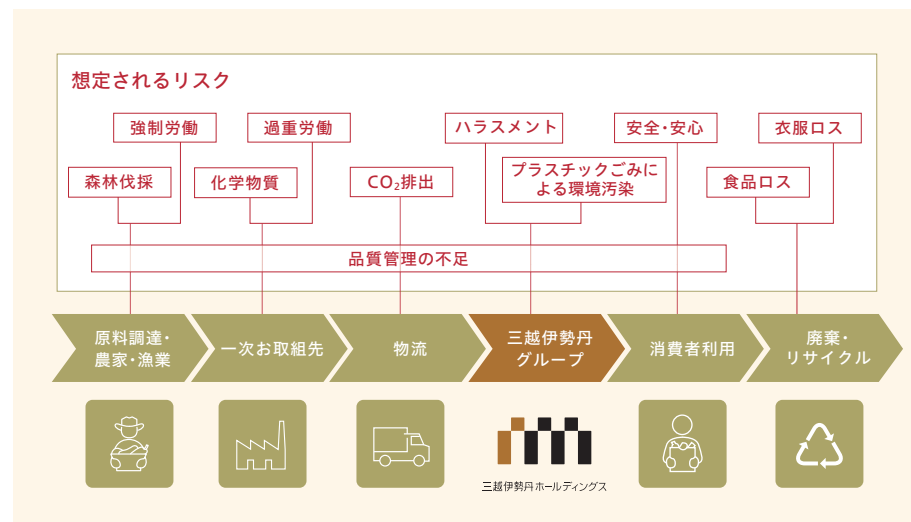 想定されるリスク
強制労働
過重労働
ハラスメント
安全・安心
衣服ロス
森林伐採
化学物質
CO₂排出
プラスチックごみに
よる環境汚染
食品ロス
品質管理の不足
原料調達・
農家・漁業
一次お取組先
物流
三越伊勢丹
グループ
消費者利用
廃棄・
リサイクル
三越伊勢丹ホールディングス